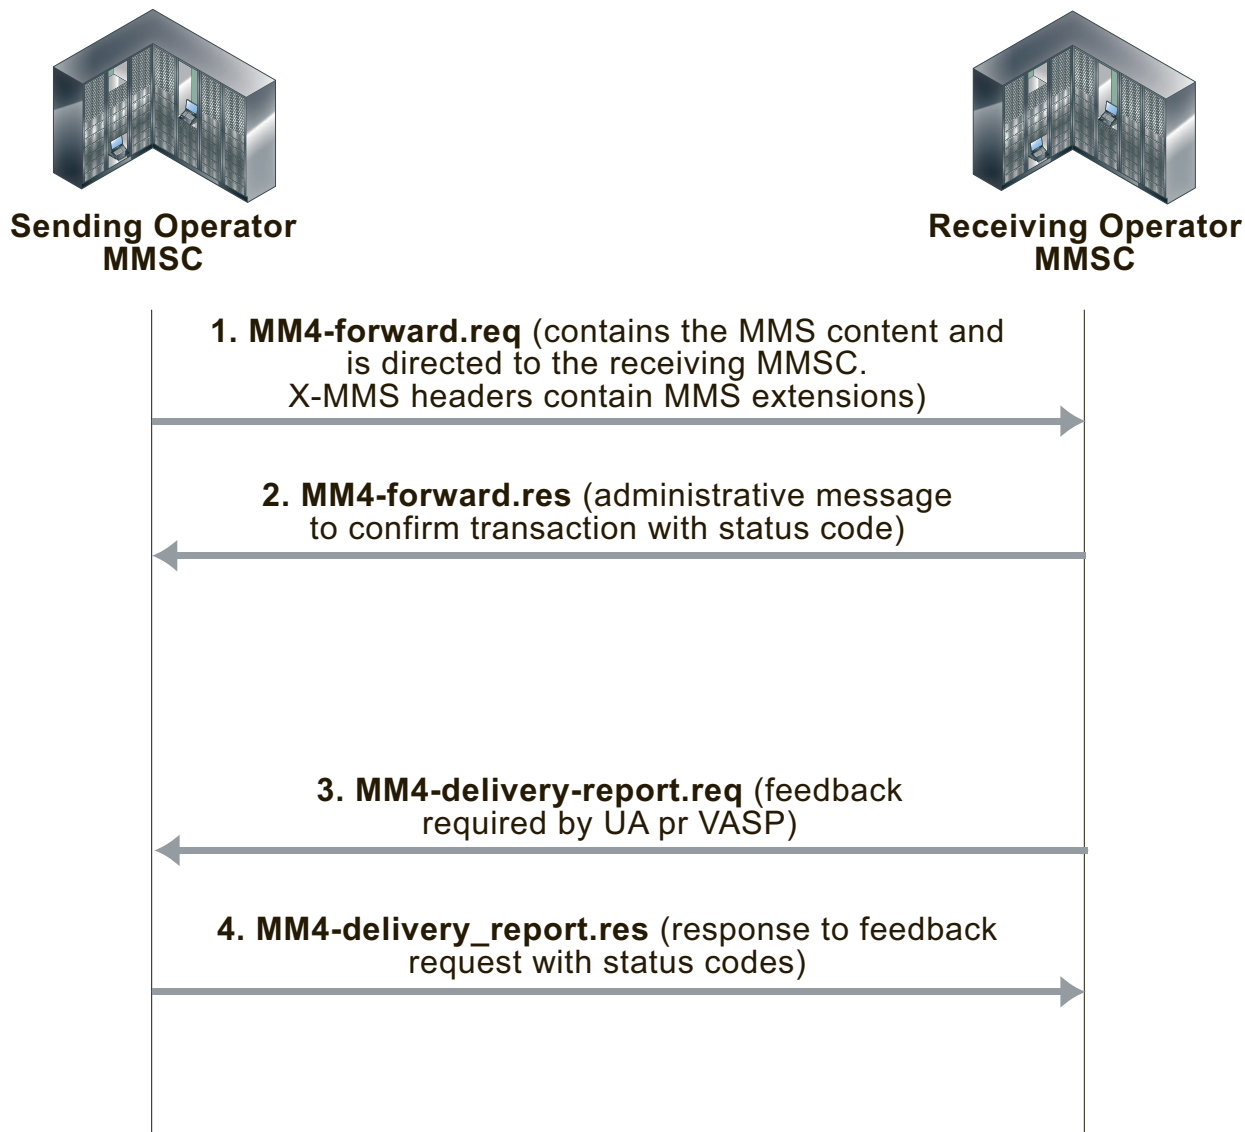 Sending Operator
MMSC
Receiving Operator
MMSC
1. MM4-forward.req (contains the MMS content and
is directed to the receiving MMSC.
X-MMS headers contain MMS extensions)
2. MM4-forward.res (administrative message
to confirm transaction with status code)
3. MM4-delivery-report.req (feedback
required by UA pr VASP)
4. MM4-delivery_report.res (response to feedback
request with status codes)